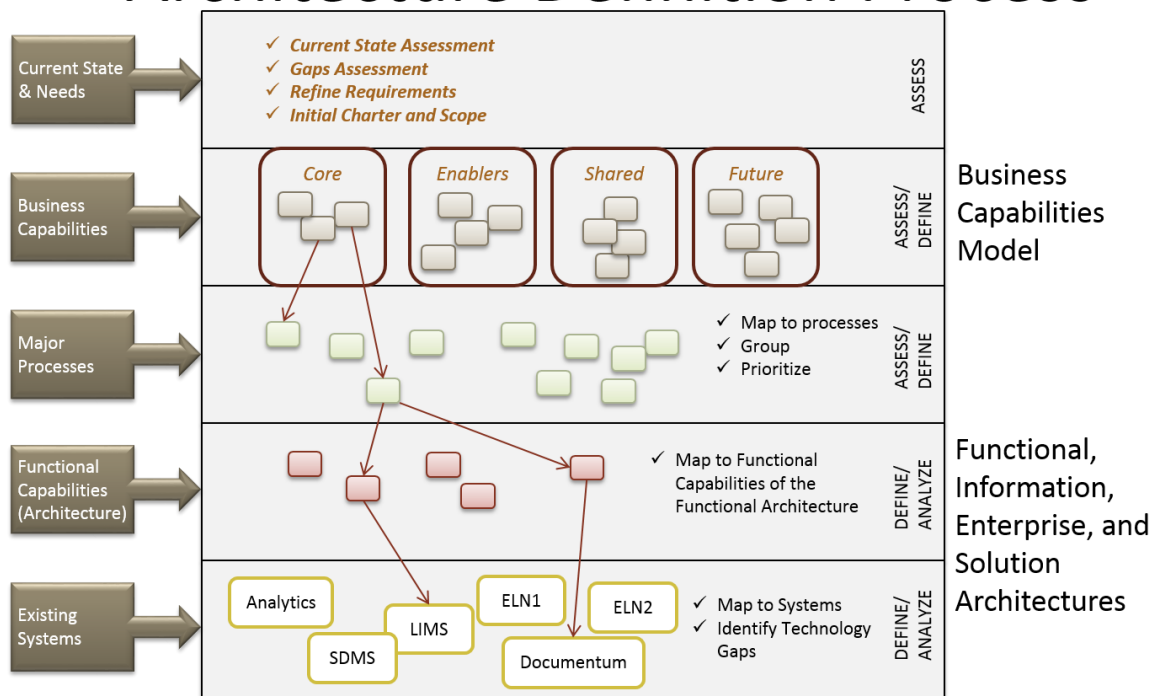 Architecture Definition Process
Current State
& Needs
✓ Current State Assessment
✓ Gaps Assessment
✓ Refine Requirements
✓ Initial Charter and Scope
ASSESS
Business
Capabilities
Core
Enablers
Shared
Future
ASSESS/
DEFINE
Business
Capabilities
Model
Major
Processes
✓ Map to processes
✓ Group
✓ Prioritize
ASSESS/
DEFINE
Functional
Capabilities
(Architecture)
✓ Map to Functional
Capabilities of the
Functional Architecture
DEFINE/
ANALYZE
Functional,
Information,
Enterprise, and
Solution
Architectures
Existing
Systems
Analytics
SDMS
LIMS
ELN1
Documentum
ELN2
✓ Map to Systems
✓ Identify Technology
Gaps
DEFINE/
ANALYZE